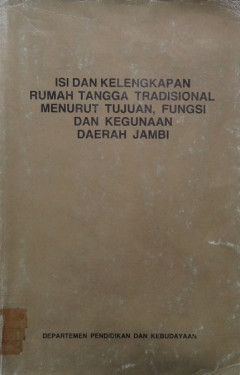 ISI DAN KELENGKAPAN
RUMAH TANGGA TRADISIONAL
MENURUT TUJUAN, FUNGSI
DAN KEGUNAAN
DAERAH JAMBI
DEPARTEMEN PENDIDIKAN DAN KEBUDAYAAN